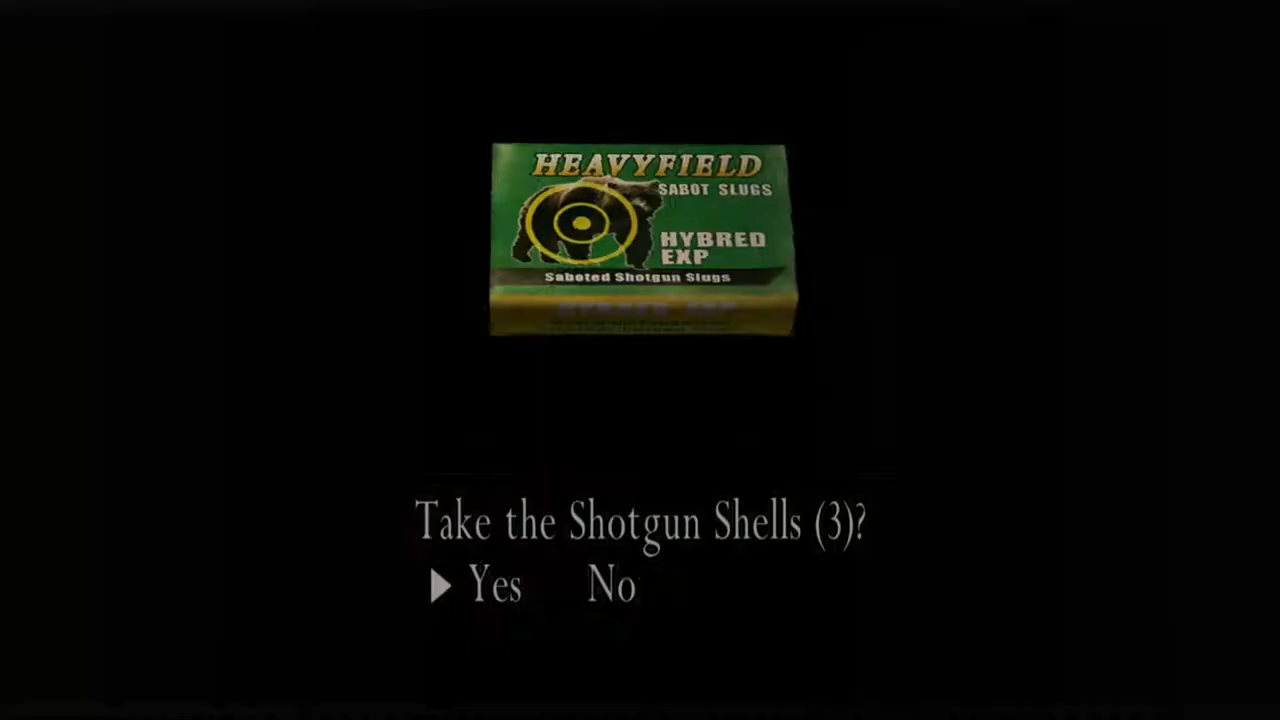 HEAVYFIELD
SABOT SLUGS
HYBRED
EXP
Saboted Shotgun Slugs
Take the Shotgun Shells (3)?
Yes No